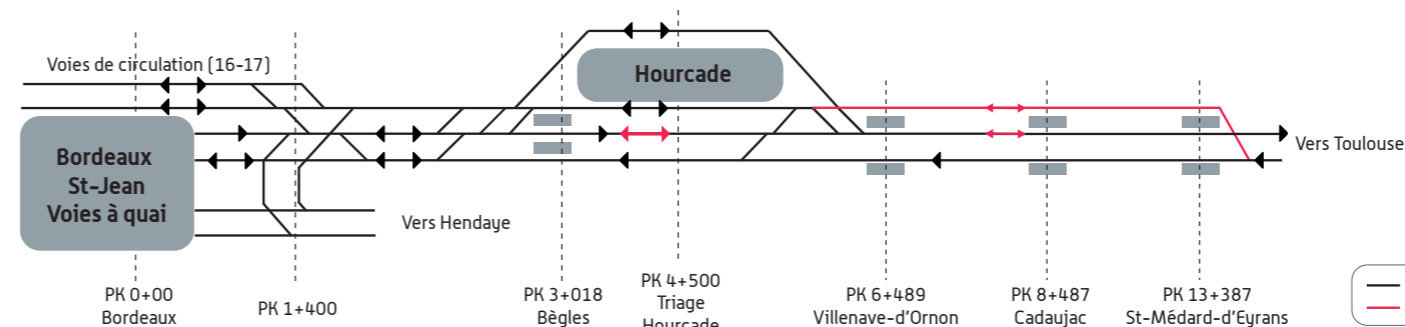 Voies de circulation (16-17)
Hourcade
Bordeaux
St-Jean
Voies à quai
Vers Toulouse
Vers Hendaye
PK 0+00
Bordeaux
PK 1+400
PK 3+018
Bègles
PK 4+500
Triage
Hourcade
PK 6+489
Villenave-d'Ornon
PK 8+487
Cadaujac
PK 13+387
St-Médard-d'Eyrans